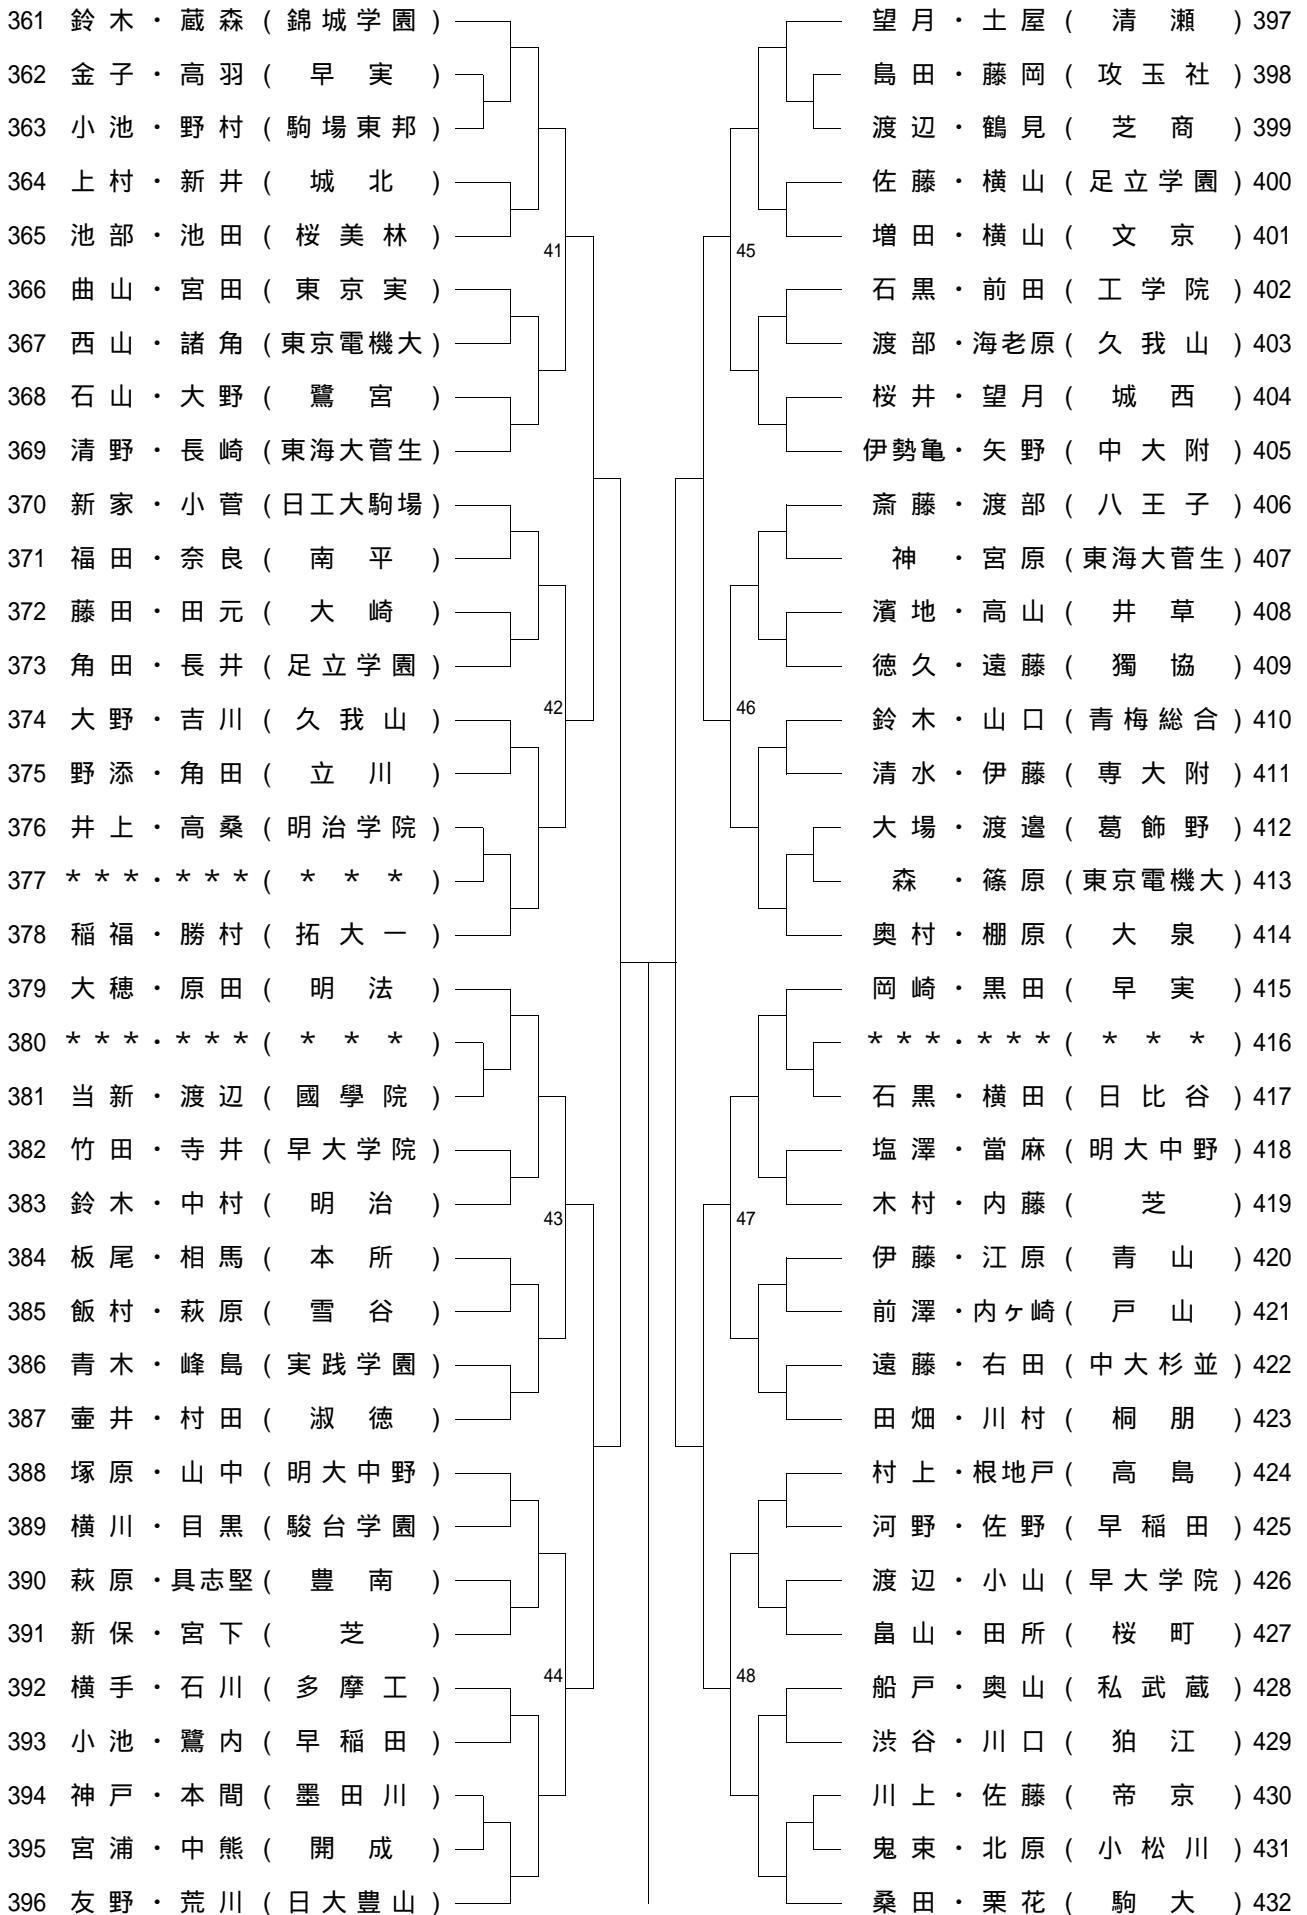 361 鈴木・蔵森 (錦城学園)
362 金子・高羽 (早実)
363 小池・野村 (駒場東邦)
364 上村・新井 (城北)
365 池部・池田 (桜美林)
41
366 曲山・宮田 (東京実)
367 西山・諸角 (東京電機大)
368 石山・大野 (鷺宮)
369 清野・長崎 (東海大菅生)
370 新家・小菅 (日工大駒場)
371 福田・奈良 (南平)
372 藤田・田元 (大崎)
373 角田・長井 (足立学園)
42
374 大野・吉川 (久我山)
375 野添・角田 (立川)
376 井上・高桑 (明治学院)
377 ***・*** (***)
378 稲福・勝村 (拓大一)
379 大穂・原田 (明法)
380 ***・*** (***)
381 当新・渡辺 (國學院)
382 竹田・寺井 (早大学院)
383 鈴木・中村 (明治)
43
384 板尾・相馬 (本所)
385 飯村・萩原 (雪谷)
386 青木・峰島 (実践学園)
387 壷井・村田 (淑徳)
388 塚原・山中 (明大中野)
389 横川・目黒 (駿台学園)
390 萩原・具志堅 (豊南)
391 新保・宮下 (芝)
44
392 横手・石川 (多摩工)
393 小池・鷺内 (早稲田)
394 神戸・本間 (墨田川)
395 宮浦・中熊 (開成)
396 友野・荒川 (日大豊山)
望月・土屋 (清瀬) 397
島田・藤岡 (攻玉社) 398
渡辺・鶴見 (芝商) 399
佐藤・横山 (足立学園) 400
増田・横山 (文京) 401
45
石黒・前田 (工学院) 402
渡部・海老原 (久我山) 403
桜井・望月 (城西) 404
伊勢亀・矢野 (中大附) 405
斎藤・渡部 (八王子) 406
神・宮原 (東海大菅生) 407
濱地・高山 (井草) 408
徳久・遠藤 (獨協) 409
46
鈴木・山口 (青梅総合) 410
清水・伊藤 (専大附) 411
大場・渡邉 (葛飾野) 412
森・篠原 (東京電機大) 413
奥村・棚原 (大泉) 414
岡崎・黒田 (早実) 415
***・*** (***) 416
石黒・横田 (日比谷) 417
塩澤・當麻 (明大中野) 418
木村・内藤 (芝) 419
47
伊藤・江原 (青山) 420
前澤・内ヶ崎 (戸山) 421
遠藤・右田 (中大杉並) 422
田畑・川村 (桐朋) 423
村上・根地戸 (高島) 424
河野・佐野 (早稲田) 425
渡辺・小山 (早大学院) 426
畠山・田所 (桜町) 427
48
船戸・奥山 (私武蔵) 428
渋谷・川口 (狛江) 429
川上・佐藤 (帝京) 430
鬼束・北原 (小松川) 431
桑田・栗花 (駒大) 432